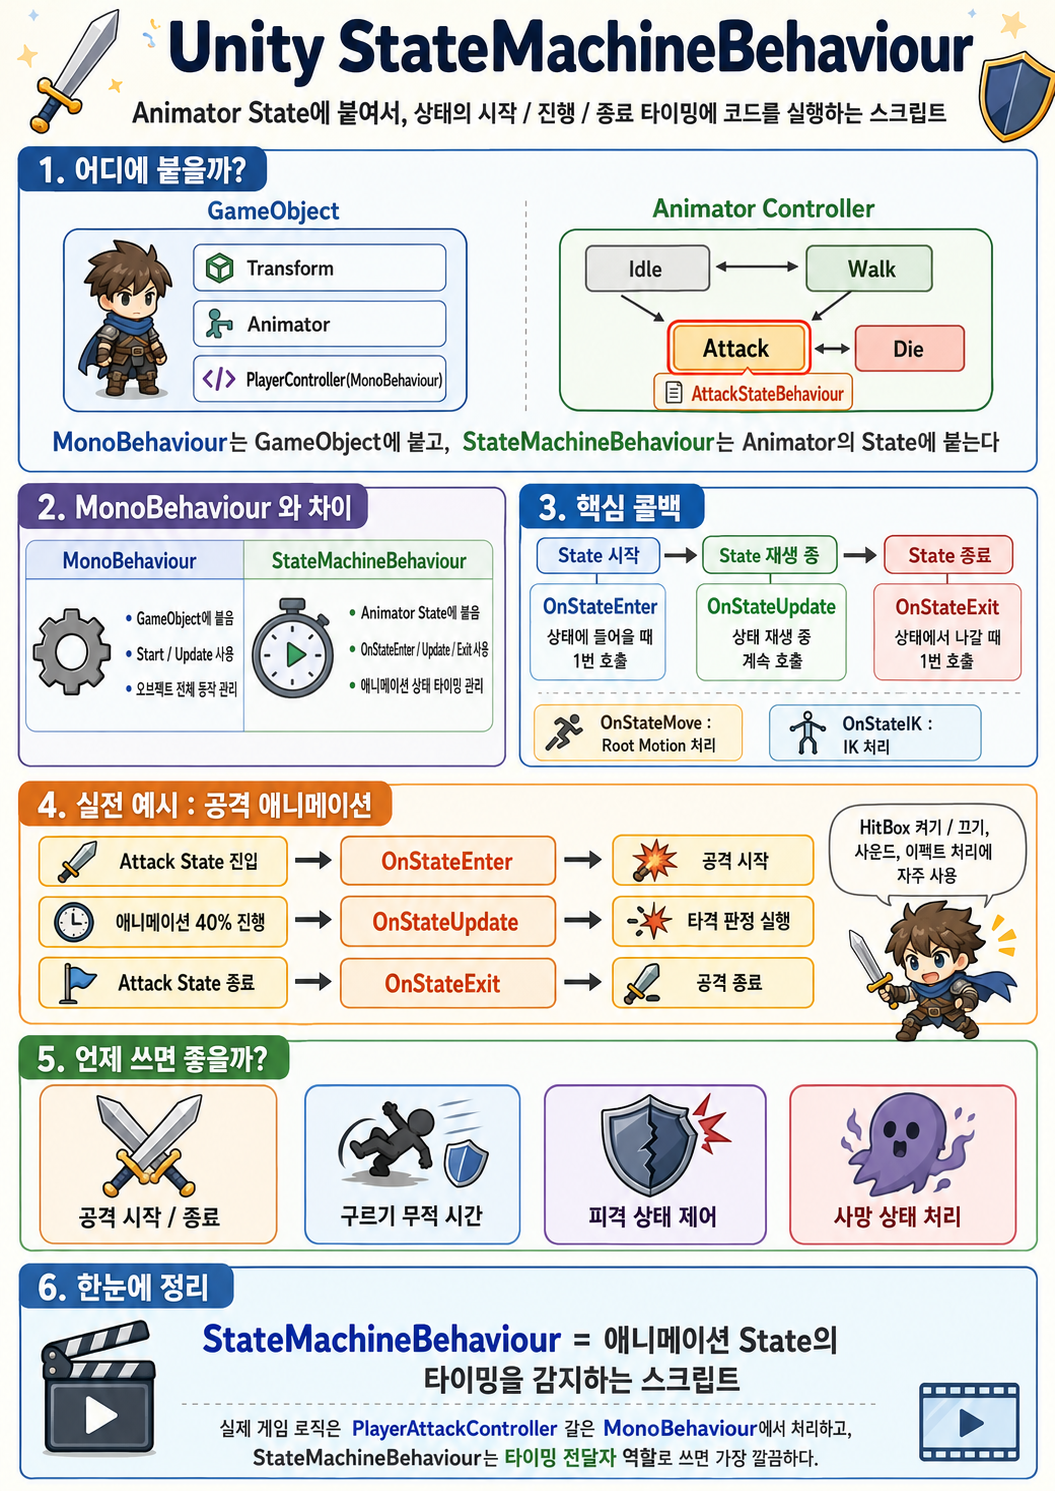 Unity StateMachineBehaviour
Animator State에 붙여서, 상태의 시작 / 진행 / 종료 타이밍에 코드를 실행하는 스크립트
1. 어디에 붙을까?
GameObject
Transform
Animator
PlayerController(MonoBehaviour)
Animator Controller
Idle
Walk
Attack
Die
AttackStateBehaviour
MonoBehaviour는 GameObject에 붙고, StateMachineBehaviour는 Animator의 State에 붙는다
2. MonoBehaviour 와 차이
MonoBehaviour
• GameObject에 붙음
• Start / Update 사용
• 오브젝트 전체 동작 관리
StateMachineBehaviour
• Animator State에 붙음
• OnStateEnter / Update / Exit 사용
• 애니메이션 상태 타이밍 관리
3. 핵심 콜백
State 시작
State 재생 중
State 종료
OnStateEnter
상태에 들어올 때
1번 호출
OnStateUpdate
상태 재생 중
계속 호출
OnStateExit
상태에서 나갈 때
1번 호출
OnStateMove :
Root Motion 처리
OnStateIK :
IK 처리
4. 실전 예시 : 공격 애니메이션
Attack State 진입
OnStateEnter
공격 시작
애니메이션 40% 진행
OnStateUpdate
타격 판정 실행
Attack State 종료
OnStateExit
공격 종료
HitBox 켜기 / 끄기,
사운드, 이펙트 처리에
자주 사용
5. 언제 쓰면 좋을까?
공격 시작 / 종료
구르기 무적 시간
피격 상태 제어
사망 상태 처리
6. 한눈에 정리
StateMachineBehaviour = 애니메이션 State의
타이밍을 감지하는 스크립트
실제 게임 로직은 PlayerAttackController 같은 MonoBehaviour에서 처리하고,
StateMachineBehaviour는 타이밍 전달자 역할로 쓰면 가장 깔끔하다.